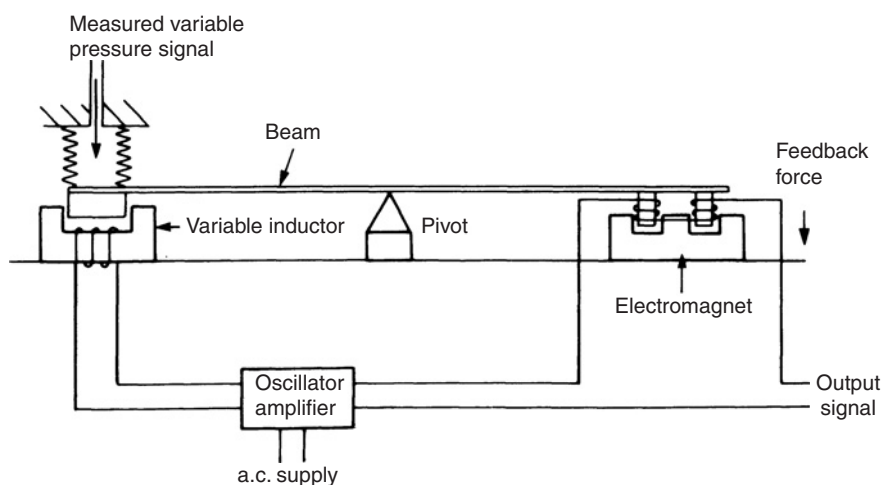 Measured variable
pressure signal
Beam
Feedback
force
Variable inductor
Pivot
Electromagnet
Oscillator
amplifier
Output
signal
a.c. supply